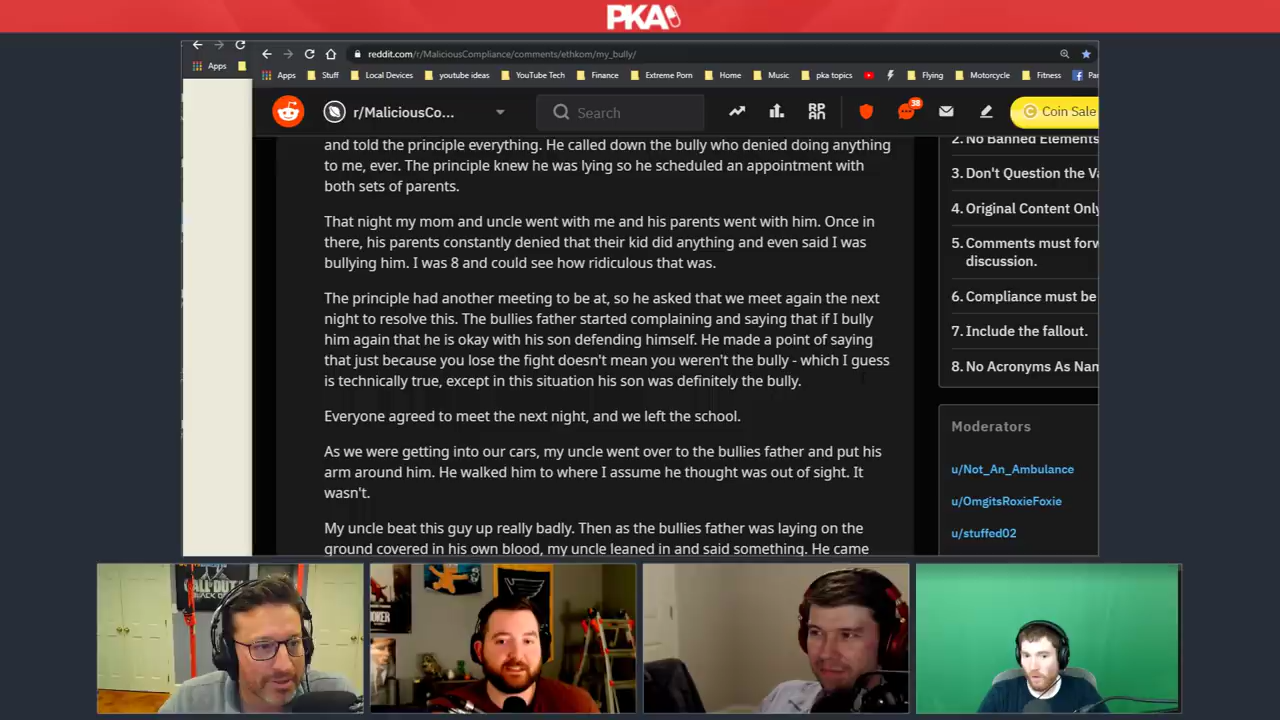 PKA
reddit.com/r/MaliciousCompliance/comments/ethkom/my_bully/
Apps
Apps
Stuff
Local Devices
youtube ideas
YouTube Tech
Finance
Extreme Porn
Home
Music
pka topics
Flying
Motorcycle
Fitness
r/MaliciousCo...
Search
38
Coin Sale
and told the principle everything. He called down the bully who denied doing anything
to me, ever. The principle knew he was lying so he scheduled an appointment with
both sets of parents.
That night my mom and uncle went with me and his parents went with him. Once in
there, his parents constantly denied that their kid did anything and even said I was
bullying him. I was 8 and could see how ridiculous that was.
The principle had another meeting to be at, so he asked that we meet again the next
night to resolve this. The bullies father started complaining and saying that if I bully
him again that he is okay with his son defending himself. He made a point of saying
that just because you lose the fight doesn't mean you weren't the bully - which I guess
is technically true, except in this situation his son was definitely the bully.
Everyone agreed to meet the next night, and we left the school.
As we were getting into our cars, my uncle went over to the bullies father and put his
arm around him. He walked him to where I assume he thought was out of sight. It
wasn't.
My uncle beat this guy up really badly. Then as the bullies father was laying on the
ground covered in his own blood, my uncle leaned in and said something. He came
2. No Banned Elements
3. Don't Question the Va
4. Original Content Only
5. Comments must forw
discussion.
6. Compliance must be
7. Include the fallout.
8. No Acronyms As Nam
Moderators
u/Not_An_Ambulance
u/OmgitsRoxieFoxie
u/stuffed02